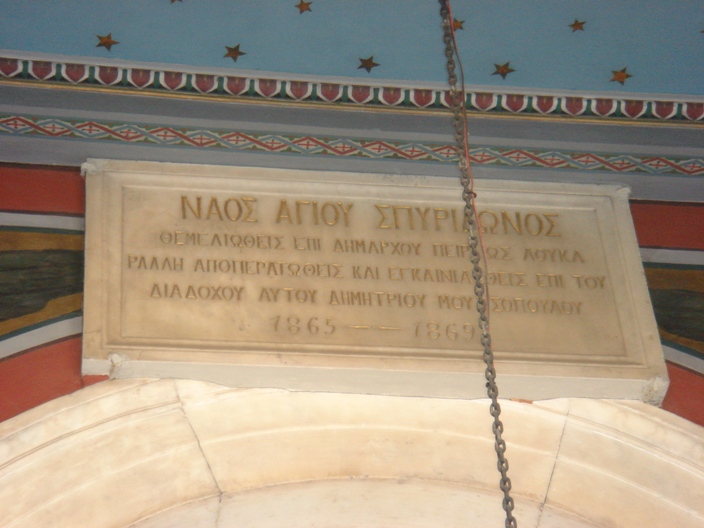 ΝΑΟΣ ΑΓΙΟΥ ΣΠΥΡΙΔΩΝΟΣ
ΘΕΜΕΛΙΩΘΕΙΣ ΕΠΙ ΔΗΜΑΡΧΟΥ ΠΕΙΡΑΙΩΣ ΛΟΥΚΑ
ΡΑΛΛΗ ΑΠΟΠΕΡΑΤΩΘΕΙΣ ΚΑΙ ΕΓΚΑΙΝΙΑΣΘΕΙΣ ΕΠΙ ΤΟΥ
ΔΙΑΔΟΧΟΥ ΑΥΤΟΥ ΔΗΜΗΤΡΙΟΥ ΜΟΥΤΣΟΠΟΥΛΟΥ
1865 — 1869